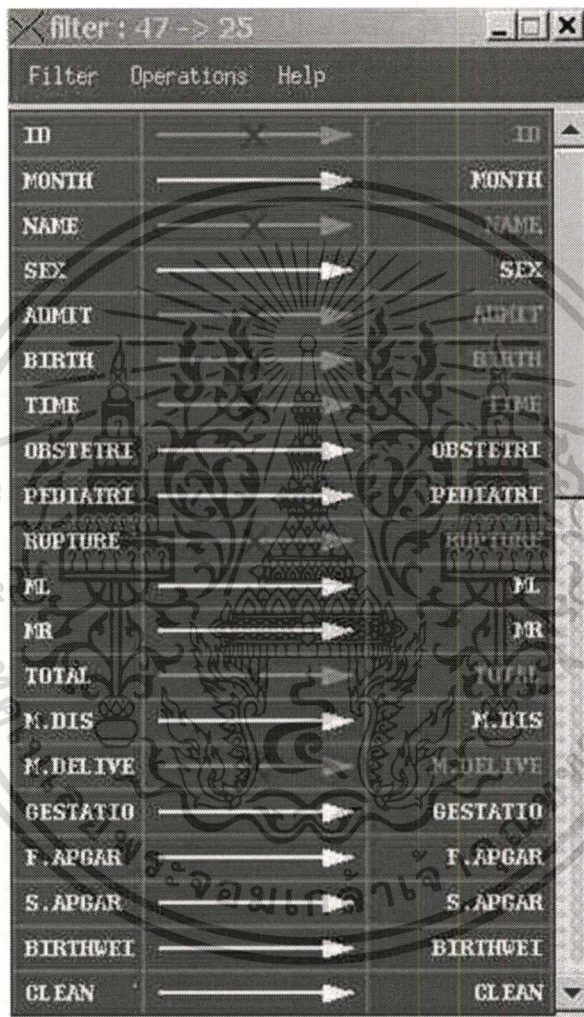 filter : 47 -> 25
Filter Operations Help
ID ID
MONTH MONTH
NAME NAME
SEX SEX
ADMIT ADMIT
BIRTH BIRTH
TIME TIME
OBSTETRI OBSTETRI
PEDIATRI PEDIATRI
RUPTURE RUPTURE
ML ML
MR MR
TOTAL TOTAL
M.DIS M.DIS
M.DELIVE M.DELIVE
GESTATIO GESTATIO
F.APGAR F.APGAR
S.APGAR S.APGAR
BIRTHWEI BIRTHWEI
CLEAN CLEAN